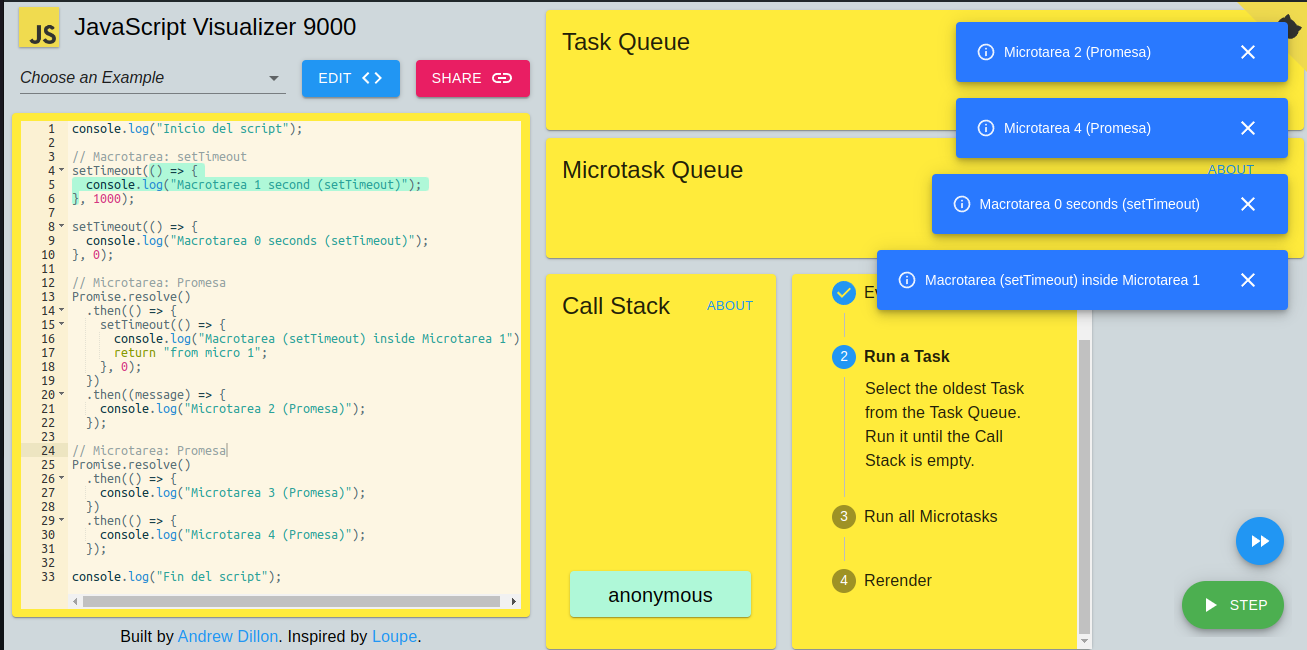 JS JavaScript Visualizer 9000
Choose an Example
EDIT
SHARE
1 console.log("Inicio del script");
2
3 // Macrotarea: setTimeout
4 setTimeout(() => {
5 console.log("Macrotarea 1 second (setTimeout)");
6 }, 1000);
7
8 setTimeout(() => {
9 console.log("Macrotarea 0 seconds (setTimeout)");
10 }, 0);
11
12 // Microtarea: Promesa
13 Promise.resolve()
14 .then(() => {
15 setTimeout(() => {
16 console.log("Macrotarea (setTimeout) inside Microtarea 1")
17 return "from micro 1";
18 }, 0);
19 })
20 .then((message) => {
21 console.log("Microtarea 2 (Promesa)");
22 });
23
24 // Microtarea: Promesa
25 Promise.resolve()
26 .then(() => {
27 console.log("Microtarea 3 (Promesa)");
28 })
29 .then(() => {
30 console.log("Microtarea 4 (Promesa)");
31 });
32
33 console.log("Fin del script");
Built by Andrew Dillon. Inspired by Loupe.
Task Queue
Microtask Queue
ABOUT
Microtarea 2 (Promesa)
Microtarea 4 (Promesa)
Macrotarea 0 seconds (setTimeout)
Macrotarea (setTimeout) inside Microtarea 1
Call Stack
ABOUT
anonymous
2 Run a Task
Select the oldest Task
from the Task Queue.
Run it until the Call
Stack is empty.
3 Run all Microtasks
4 Rerender
STEP